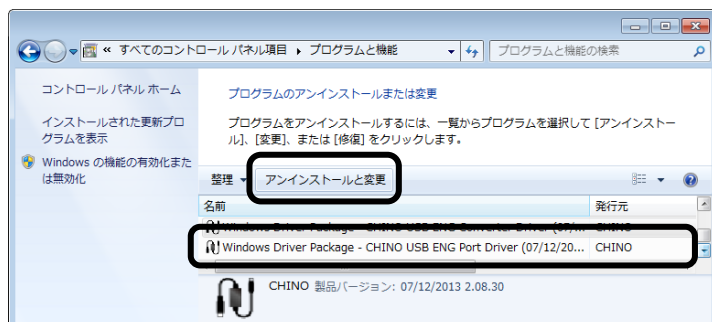 « すべてのコントロール パネル項目 ▸ プログラムと機能
プログラムと機能の検索
コントロール パネル ホーム
インストールされた更新プロ
グラムを表示
Windows の機能の有効化また
は無効化
プログラムのアンインストールまたは変更
プログラムをアンインストールするには、一覧からプログラムを選択して [アンインストー
ル]、[変更]、または [修復] をクリックします。
整理 アンインストールと変更
名前 発行元
Windows Driver Package - CHINO USB ENG Converter Driver (07/... CHINO
Windows Driver Package - CHINO USB ENG Port Driver (07/12/20... CHINO
CHINO 製品バージョン: 07/12/2013 2.08.30